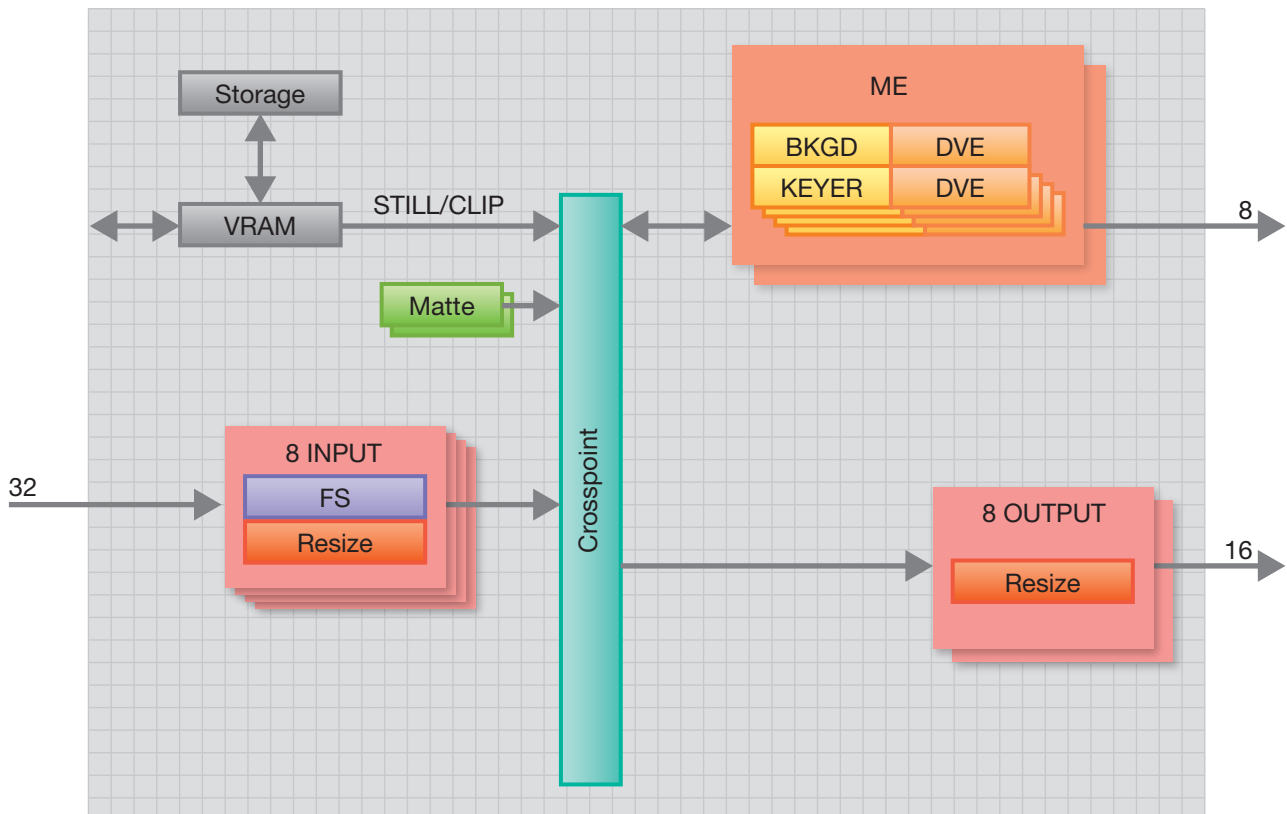 Storage
VRAM
STILL/CLIP
Matte
ME
BKGD
DVE
KEYER
DVE
8
32
8 INPUT
FS
Resize
Crosspoint
8 OUTPUT
Resize
16